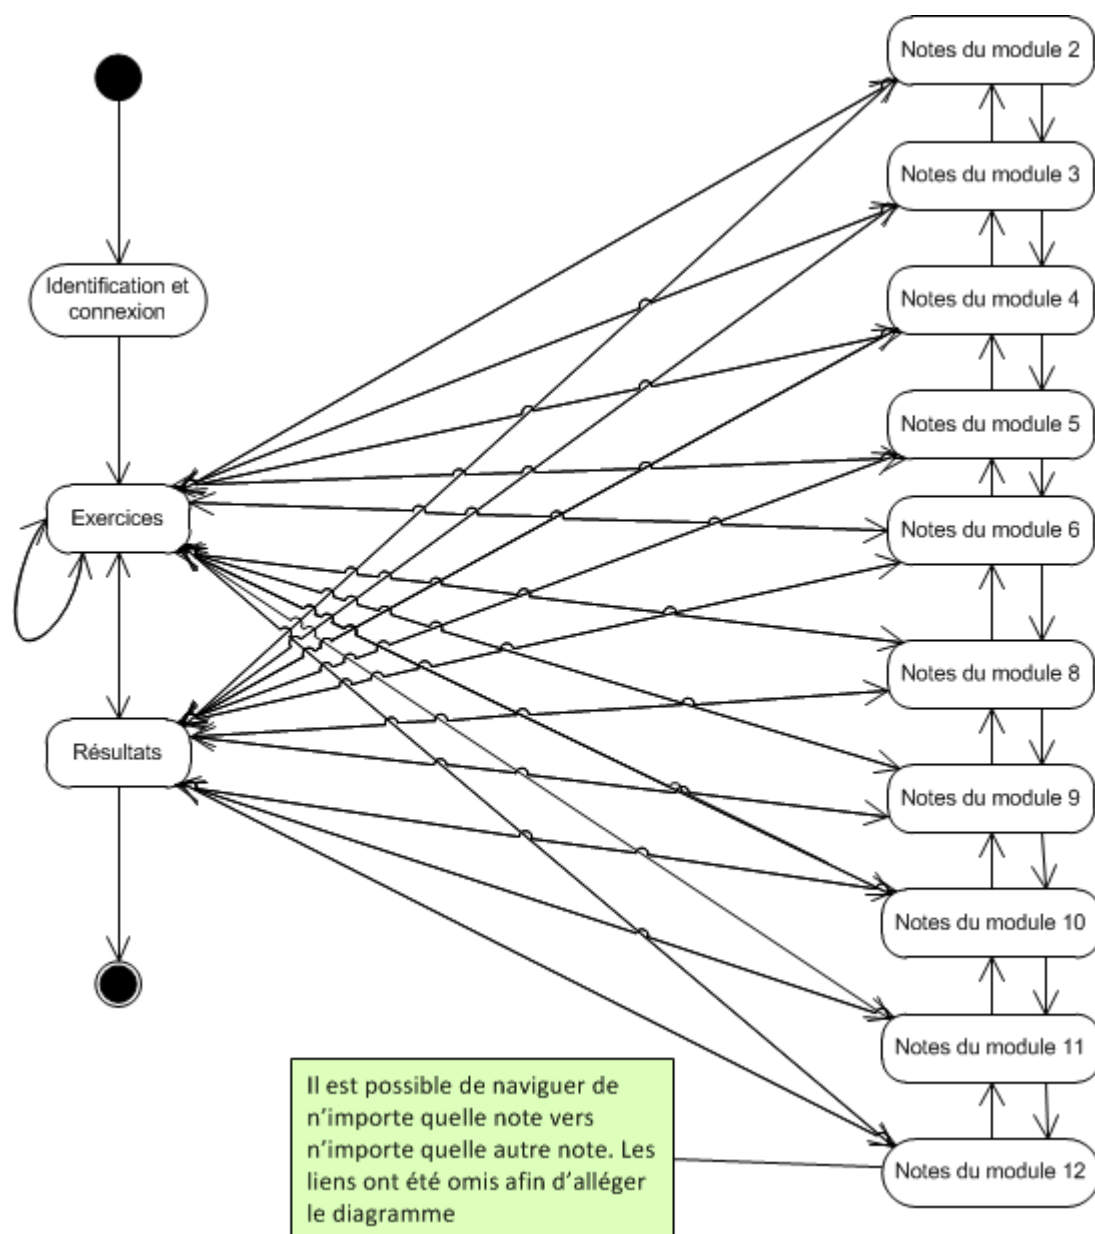 Identification et
connexion
Exercices
Résultats
Notes du module 2
Notes du module 3
Notes du module 4
Notes du module 5
Notes du module 6
Notes du module 8
Notes du module 9
Notes du module 10
Notes du module 11
Notes du module 12
Il est possible de naviguer de
n’importe quelle note vers
n’importe quelle autre note. Les
liens ont été omis afin d’alléger
le diagramme